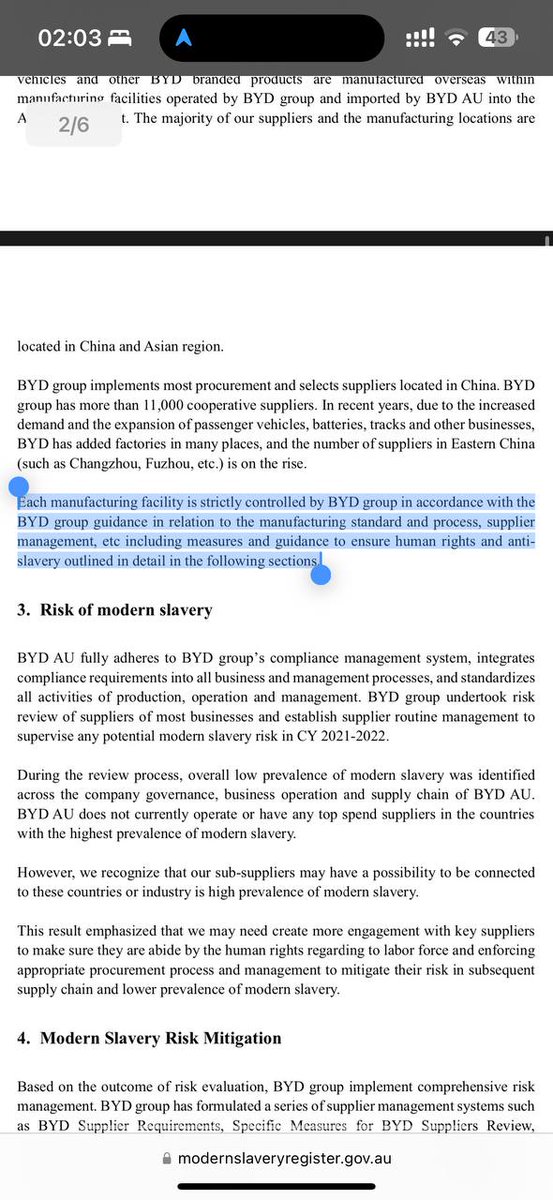 02:03
43
vehicles and other BYD branded products are manufactured overseas within
manufacturing facilities operated by BYD group and imported by BYD AU into the
A
2/6
t. The majority of our suppliers and the manufacturing locations are
located in China and Asian region.
BYD group implements most procurement and selects suppliers located in China. BYD
group has more than 11,000 cooperative suppliers. In recent years, due to the increased
demand and the expansion of passenger vehicles, batteries, tracks and other businesses,
BYD has added factories in many places, and the number of suppliers in Eastern China
(such as Changzhou, Fuzhou, etc.) is on the rise.
Each manufacturing facility is strictly controlled by BYD group in accordance with the
BYD group guidance in relation to the manufacturing standard and process, supplier
management, etc including measures and guidance to ensure human rights and anti-
slavery outlined in detail in the following sections.
3. Risk of modern slavery
BYD AU fully adheres to BYD group's compliance management system, integrates
compliance requirements into all business and management processes, and standardizes
all activities of production, operation and management. BYD group undertook risk
review of suppliers of most businesses and establish supplier routine management to
supervise any potential modern slavery risk in CY 2021-2022.
During the review process, overall low prevalence of modern slavery was identified
across the company governance, business operation and supply chain of BYD AU.
BYD AU does not currently operate or have any top spend suppliers in the countries
with the highest prevalence of modern slavery.
However, we recognize that our sub-suppliers may have a possibility to be connected
to these countries or industry is high prevalence of modern slavery.
This result emphasized that we may need create more engagement with key suppliers
to make sure they are abide by the human rights regarding to labor force and enforcing
appropriate procurement process and management to mitigate their risk in subsequent
supply chain and lower prevalence of modern slavery.
4. Modern Slavery Risk Mitigation
Based on the outcome of risk evaluation, BYD group implement comprehensive risk
management. BYD group has formulated a series of supplier management systems such
as BYD Supplier Requirements, Specific Measures for BYD Suppliers Review,
modernslaveryregister.gov.au